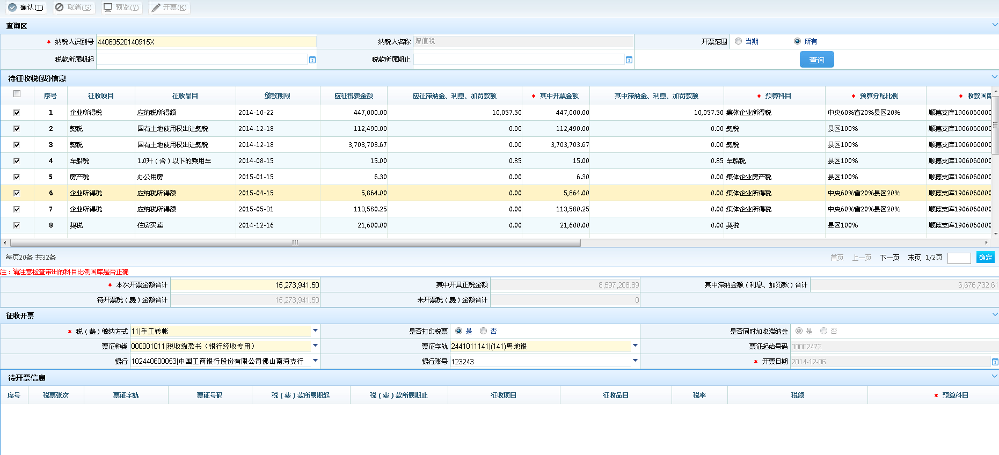 确认(T) 取消(G) 预览(Y) 开票(K)
查询区
* 纳税人识别号 44060520140915X 纳税人名称 增值税 开票范围 当期 所有
税款所属期起 税款所属期止 查询
待征收税(费)信息
序号 征收项目 征收品目 缴款期限 应征税费金额 应征滞纳金、利息、加罚款额 * 其中开票金额 其中滞纳金、利息、加罚款额 * 预算科目 * 预算分配比例 * 收款国库
1 企业所得税 应纳税所得额 2014-10-22 447,000.00 10,057.50 447,000.00 10,057.50 集体企业所得税 中央60%省20%县区20% 顺德支库1906060000
2 契税 国有土地使用权出让契税 2014-12-18 112,490.00 0.00 112,490.00 0.00 契税 县区100% 顺德支库1906060000
3 契税 国有土地使用权出让契税 2014-12-18 3,703,703.67 0.00 3,703,703.67 0.00 契税 县区100% 顺德支库1906060000
4 车船税 1.0升（含）以下的乘用车 2014-08-15 15.00 0.85 15.00 0.85 车船税 县区100% 顺德支库1906060000
5 房产税 办公用房 2015-01-15 6.30 0.00 6.30 0.00 集体企业房产税 县区100% 顺德支库1906060000
6 企业所得税 应纳税所得额 2015-04-15 5,864.00 0.00 5,864.00 0.00 集体企业所得税 中央60%省20%县区20% 顺德支库1906060000
7 企业所得税 应纳税所得额 2015-05-31 113,580.25 0.00 113,580.25 0.00 集体企业所得税 中央60%省20%县区20% 顺德支库1906060000
8 契税 住房买卖 2014-12-16 21,600.00 0.00 21,600.00 0.00 契税 县区100% 顺德支库1906060000
每页20条 共32条 首页 上一页 下一页 末页 1/2页 确定
注：请注意检查带出的科目比例国库是否正确
* 本次开票金额合计 15,273,941.50 其中开具正税金额 8,597,208.89 其中滞纳金额（利息、加罚款）合计 6,676,732.61
待开票税（费）金额合计 15,273,941.50 未开票税（费）金额合计 0
征收开票
* 税（费）缴纳方式 11|手工转帐 是否打印税票 是 否 是否同时加收滞纳金 是 否
票证种类 000001011|税收缴款书（银行经收专用） 票证字轨 2441011141|(141)粤地银 票证起始号码 00002472
银行 102440600053|中国工商银行股份有限公司佛山南海支行 银行账号 123243 * 开票日期 2014-12-06
待开票信息
序号 税票张次 票证字轨 票证号码 税（费）款所属期起 税（费）款所属期止 征收项目 征收品目 税率 税额 * 预算科目